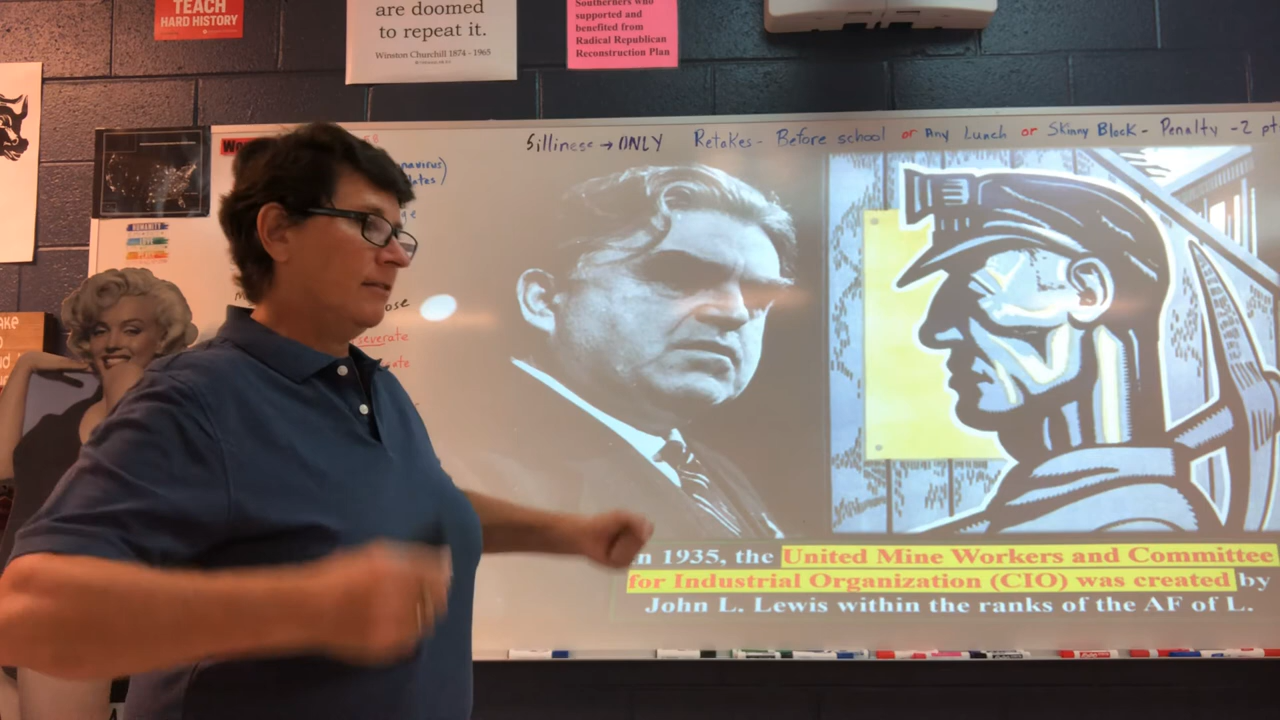 TEACH
HARD HISTORY
are doomed
to repeat it.
Winston Churchill 1874 - 1965
Southerners who
supported and
benefited from
Radical Republican
Reconstruction Plan
Silliness → ONLY
Retakes - Before school or Any Lunch or Skinny Block - Penalty -2 pt
HUMANITY
LOVE
In 1935, the United Mine Workers and Committee
for Industrial Organization (CIO) was created by
John L. Lewis within the ranks of the AF of L.